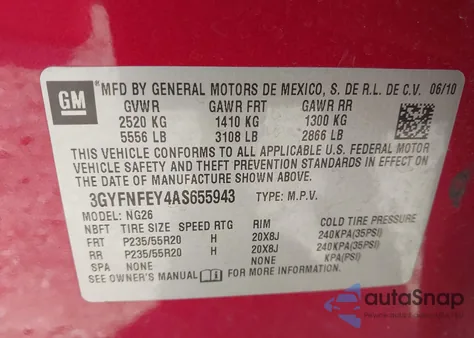 GM
*MFD BY GENERAL MOTORS DE MEXICO, S. DE R.L. DE C.V. 06/10
GVWR GAWR FRT GAWR RR
2520 KG 1410 KG 1300 KG
5556 LB 3108 LB 2866 LB
THIS VEHICLE CONFORMS TO ALL APPLICABLE U.S. FEDERAL MOTOR
VEHICLE SAFETY AND THEFT PREVENTION STANDARDS IN EFFECT ON THE
DATE OF MANUFACTURE SHOWN ABOVE.
3GYFNFEY4AS655943 TYPE: M.P.V.
MODEL: NG26
NBFT TIRE SIZE SPEED RTG RIM COLD TIRE PRESSURE
FRT P235/55R20 H 20X8J 240KPA(35PSI)
RR P235/55R20 H 20X8J 240KPA(35PSI)
SPA NONE NONE KPA(PSI)
SEE OWNER'S MANUAL FOR MORE INFORMATION.
autaSnap